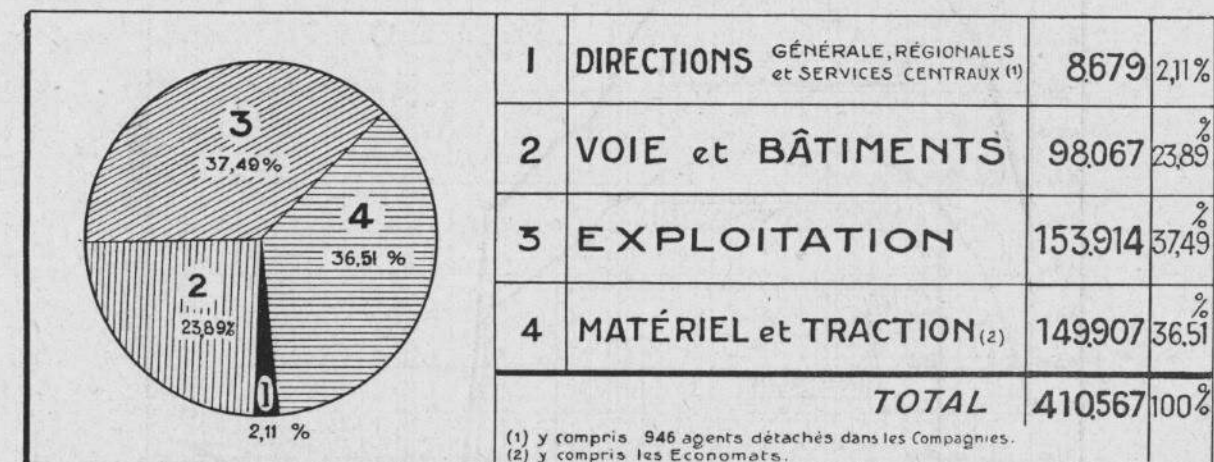 3
37,49%
4
36,51 %
2
23,89%
1
2,11 %
1 DIRECTIONS GÉNÉRALE, RÉGIONALES et SERVICES CENTRAUX (1) 8.679 2,11%
2 VOIE et BÂTIMENTS 98.067 23,89 %
3 EXPLOITATION 153.914 37,49 %
4 MATÉRIEL et TRACTION (2) 149.907 36,51 %
TOTAL 410.567 100%
(1) y compris 946 agents détachés dans les Compagnies.
(2) y compris les Economats.